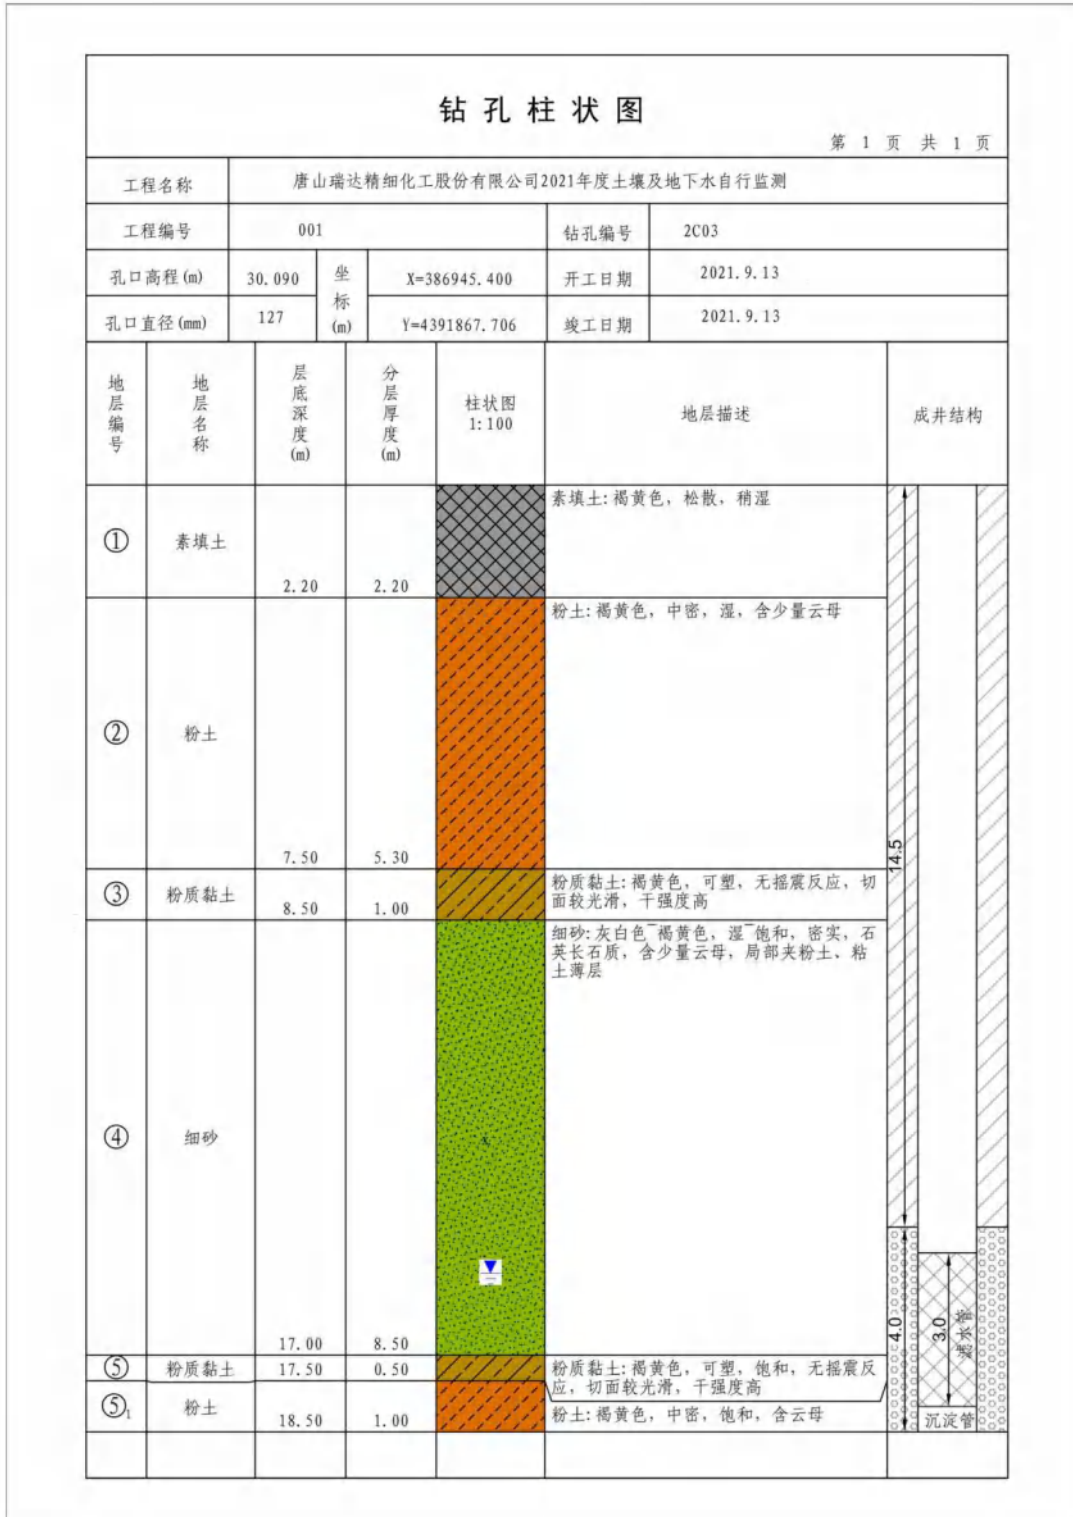 钻孔柱状图
第 1 页 共 1 页
工程名称 唐山瑞达精细化工股份有限公司2021年度土壤及地下水自行监测
工程编号 001 钻孔编号 2C03
孔口高程(m) 30.090 坐标(m) X=386945.400 开工日期 2021.9.13
孔口直径(mm) 127 Y=4391867.706 竣工日期 2021.9.13
地层编号 地层名称 层底深度(m) 分层厚度(m) 柱状图 1:100 地层描述 成井结构
① 素填土 2.20 2.20 素填土:褐黄色,松散,稍湿
② 粉土 7.50 5.30 粉土:褐黄色,中密,湿,含少量云母
14.5
③ 粉质黏土 8.50 1.00 粉质黏土:褐黄色,可塑,无摇震反应,切
面较光滑,干强度高
④ 细砂 17.00 8.50 细砂:灰白色~褐黄色,湿~饱和,密实,石
英长石质,含少量云母,局部夹粉土、粘
土薄层
4.0 3.0 滤水管
⑤ 粉质黏土 17.50 0.50 粉质黏土:褐黄色,可塑,饱和,无摇震反
应,切面较光滑,干强度高
⑤1 粉土 18.50 1.00 粉土:褐黄色,中密,饱和,含云母
沉淀管